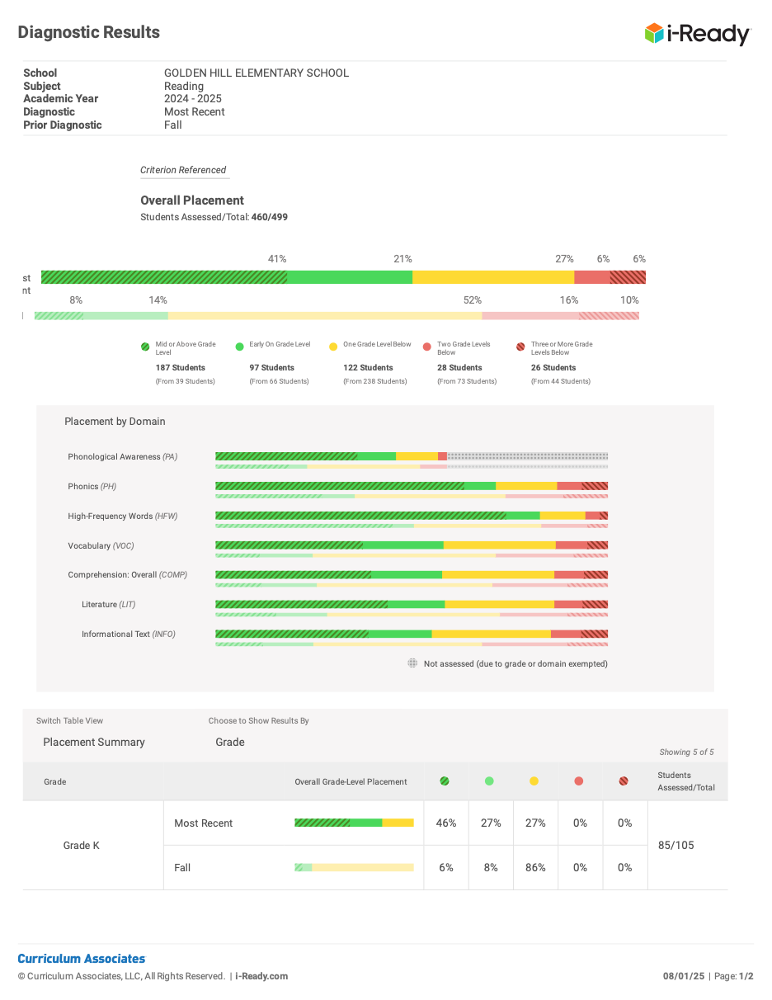 Diagnostic Results
i-Ready
School GOLDEN HILL ELEMENTARY SCHOOL
Subject Reading
Academic Year 2024 - 2025
Diagnostic Most Recent
Prior Diagnostic Fall
Criterion Referenced
Overall Placement
Students Assessed/Total: 460/499
41% 21% 27% 6% 6%
st
nt
8% 14% 52% 16% 10%
l
Mid or Above Grade Level
Early On Grade Level
One Grade Level Below
Two Grade Levels Below
Three or More Grade Levels Below
187 Students 97 Students 122 Students 28 Students 26 Students
(From 39 Students) (From 66 Students) (From 238 Students) (From 73 Students) (From 44 Students)
Placement by Domain
Phonological Awareness (PA)
Phonics (PH)
High-Frequency Words (HFW)
Vocabulary (VOC)
Comprehension: Overall (COMP)
Literature (LIT)
Informational Text (INFO)
Not assessed (due to grade or domain exempted)
Switch Table View Choose to Show Results By
Placement Summary Grade
Showing 5 of 5
Grade Overall Grade-Level Placement Students Assessed/Total
Most Recent 46% 27% 27% 0% 0%
Grade K 85/105
Fall 6% 8% 86% 0% 0%
Curriculum Associates
© Curriculum Associates, LLC, All Rights Reserved. | i-Ready.com 08/01/25 | Page: 1/2